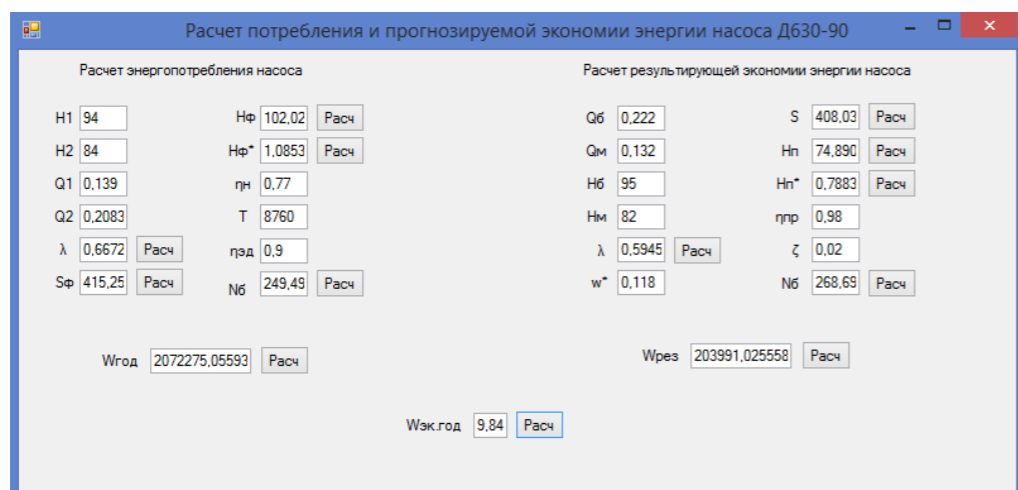 Расчет потребления и прогнозируемой экономии энергии насоса Д630-90
Расчет энергопотребления насоса
Расчет результирующей экономии энергии насоса
H1 94 Hф 102,02 Расч
H2 84 Hф* 1,0853 Расч
Q1 0,139 ηн 0,77
Q2 0,2083 T 8760
λ 0,6672 Расч ηэд 0,9
Sф 415,25 Расч Nб 249,49 Расч
Wгод 2072275,05593 Расч
Qб 0,222 S 408,03 Расч
Qм 0,132 Hп 74,890 Расч
Hб 95 Hп* 0,7883 Расч
Hм 82 ηпр 0,98
λ 0,5945 Расч ζ 0,02
w* 0,118 Nб 268,69 Расч
Wрез 203991,025558 Расч
Wэк.год 9,84 Расч